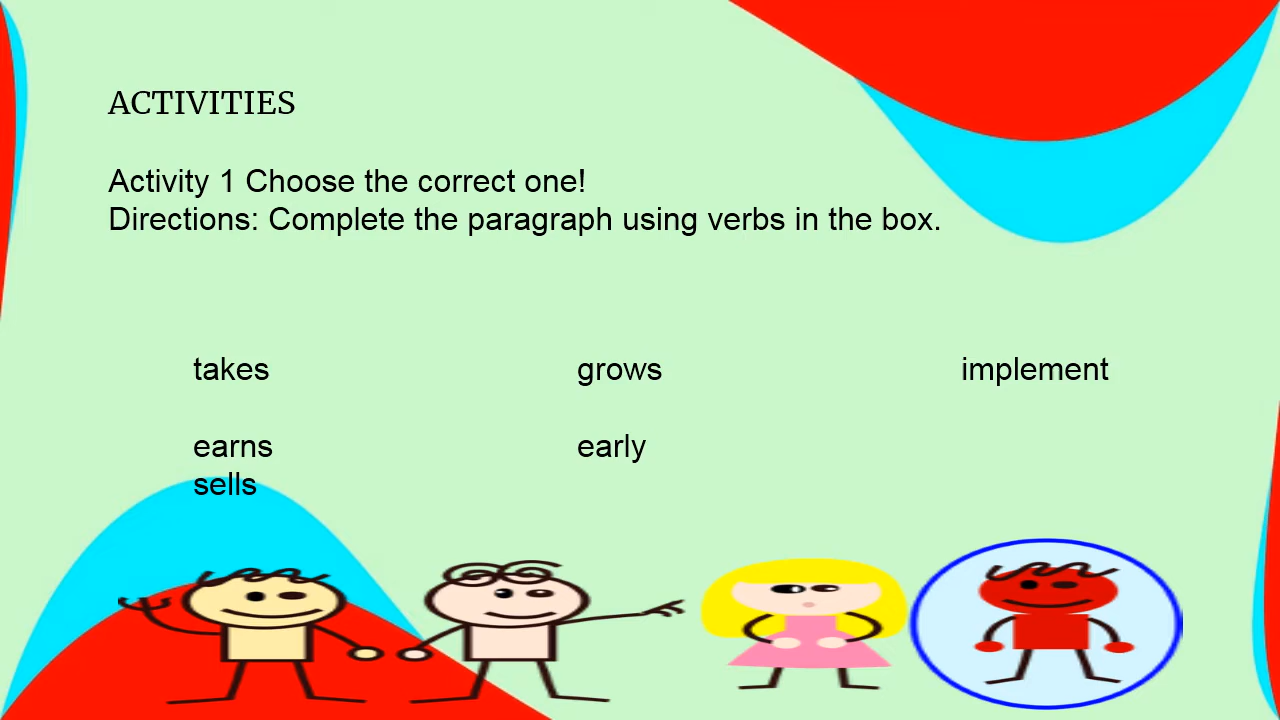 ACTIVITIES
Activity 1 Choose the correct one!
Directions: Complete the paragraph using verbs in the box.
takes grows implement
earns early
sells